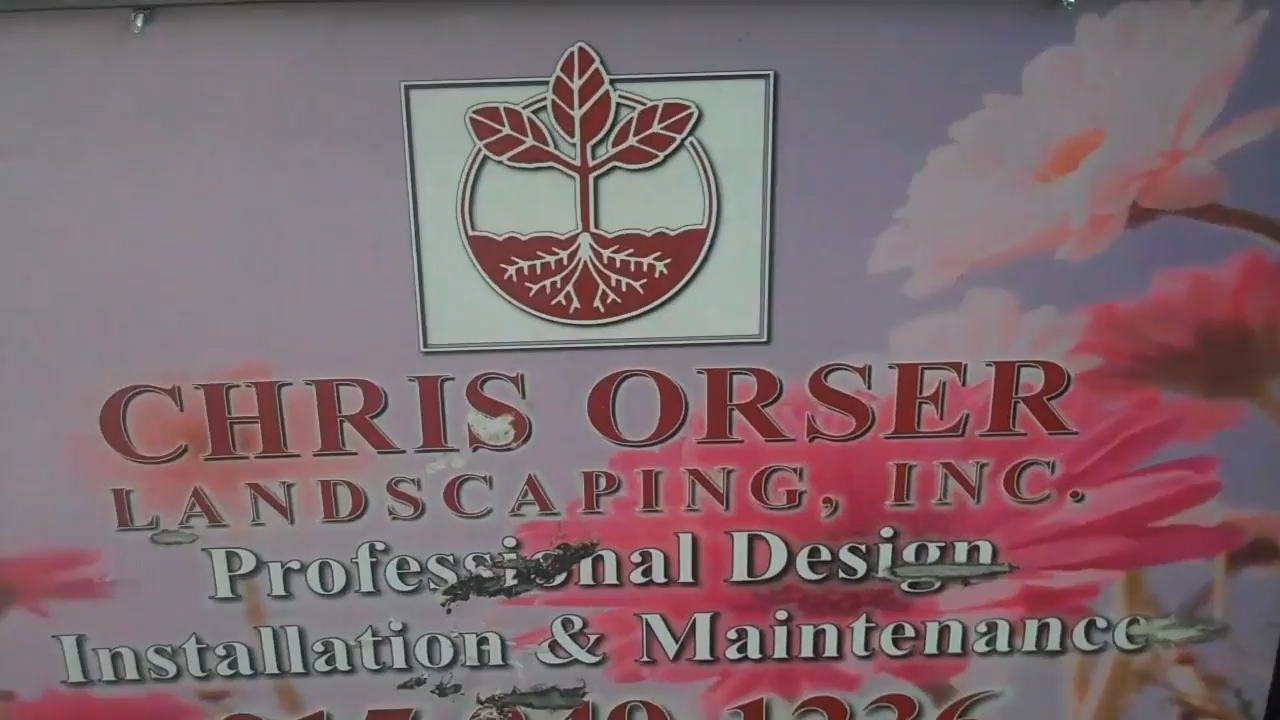 CHRIS ORSER
LANDSCAPING, INC.
Professional Design
Installation & Maintenance